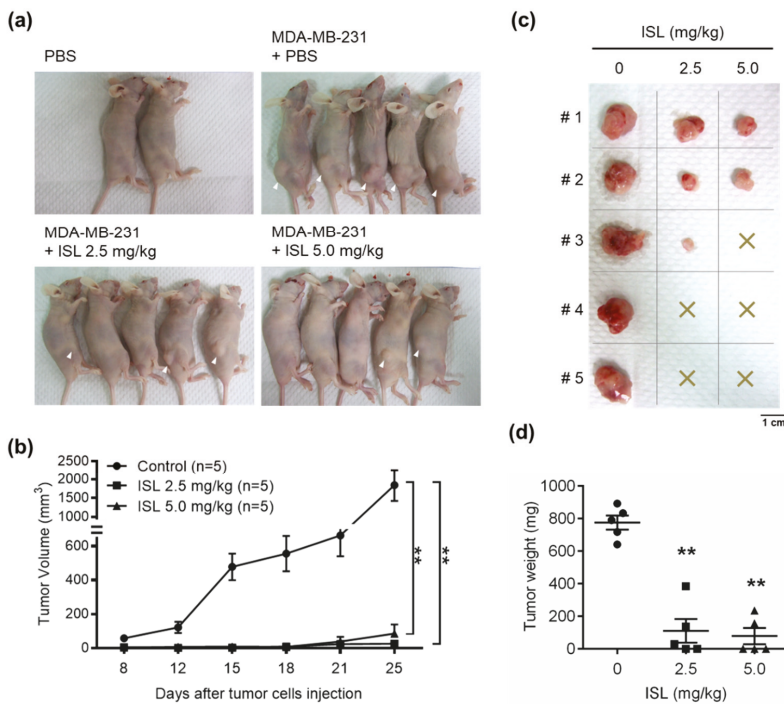 (a)
PBS
MDA-MB-231
+ PBS
MDA-MB-231
+ ISL 2.5 mg/kg
MDA-MB-231
+ ISL 5.0 mg/kg
(b)
Tumor Volume (mm³)
2500
2000
1500
1000
600
400
200
0
Control (n=5)
ISL 2.5 mg/kg (n=5)
ISL 5.0 mg/kg (n=5)
**
**
8 12 15 18 21 25
Days after tumor cells injection
(c)
ISL (mg/kg)
0 2.5 5.0
# 1
# 2
# 3
# 4
# 5
1 cm
(d)
Tumor weight (mg)
1000
800
600
400
200
0
**
**
0 2.5 5.0
ISL (mg/kg)